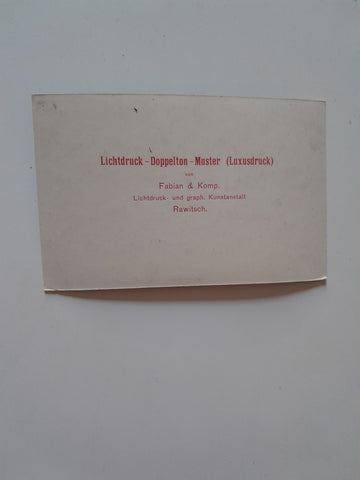 Lichtdruck-Doppelton-Muster (Luxusdruck)
von
Fabian & Komp.
Lichtdruck- und graph. Kunstanstalt
Rawitsch.